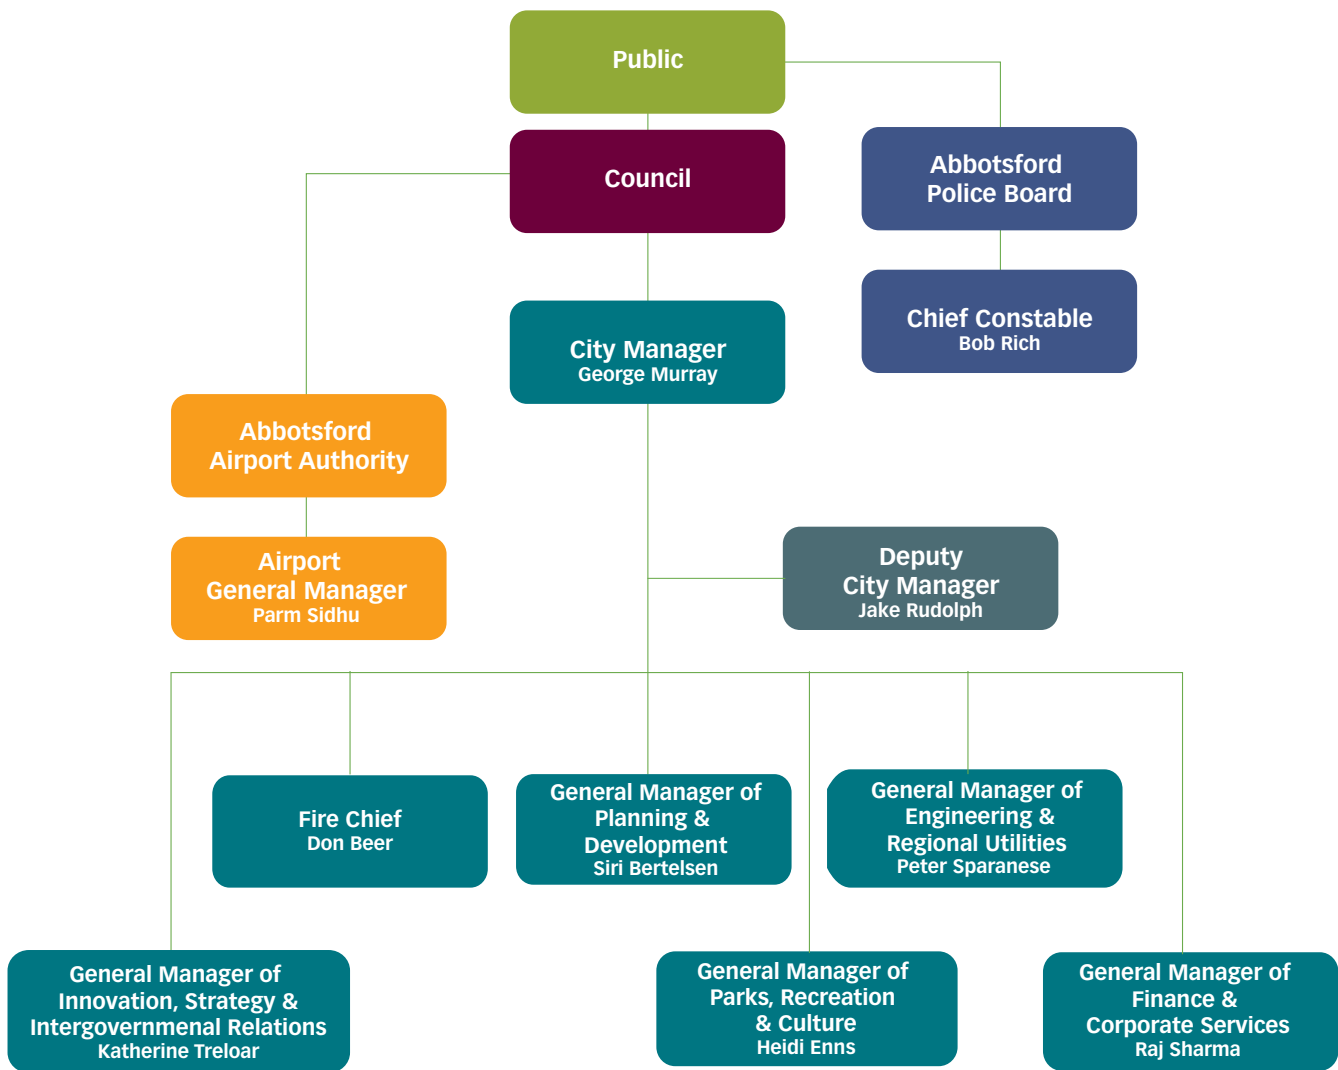 Public
Council
Abbotsford
Police Board
Chief Constable
Bob Rich
City Manager
George Murray
Abbotsford
Airport Authority
Airport
General Manager
Parm Sidhu
Deputy
City Manager
Jake Rudolph
Fire Chief
Don Beer
General Manager of
Planning &
Development
Siri Bertelsen
General Manager of
Engineering &
Regional Utilities
Peter Sparanese
General Manager of
Innovation, Strategy &
Intergovernmenal Relations
Katherine Treloar
General Manager of
Parks, Recreation
& Culture
Heidi Enns
General Manager of
Finance &
Corporate Services
Raj Sharma